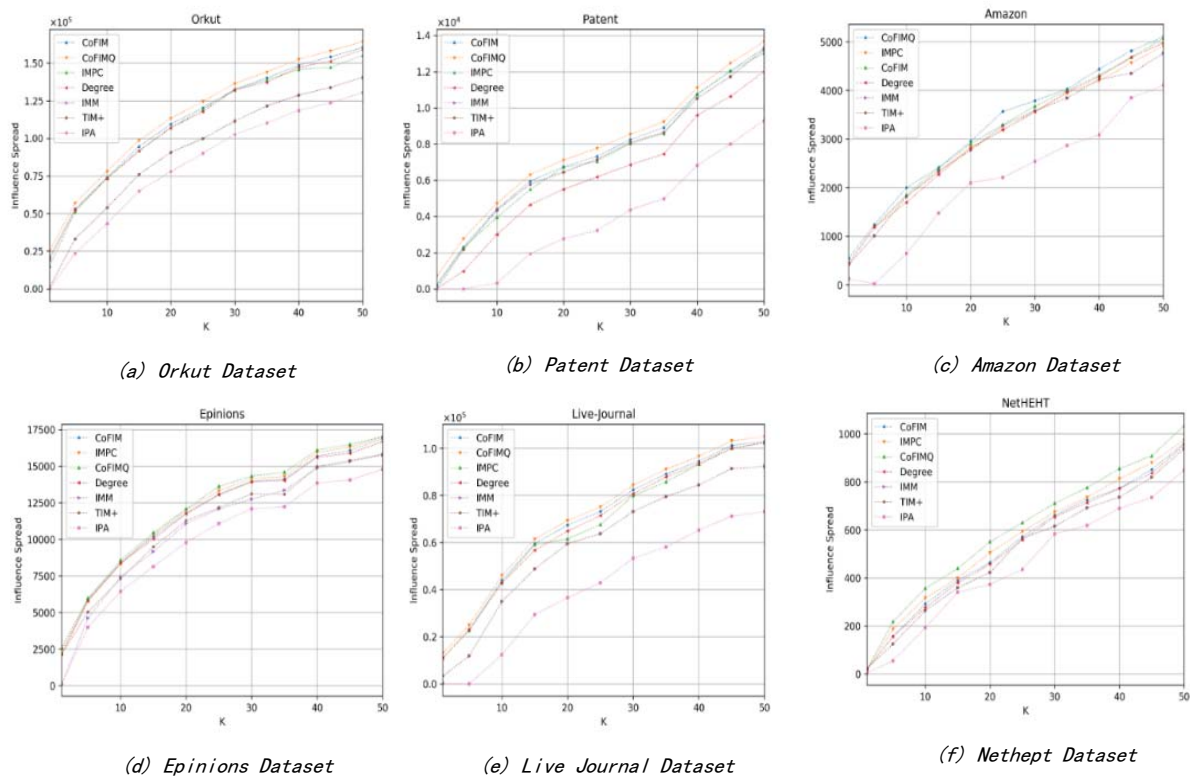 Orkut
×10⁵
1.50
1.25
1.00
0.75
0.50
0.25
0.00
Influence Spread
CoFIM
CoFIMQ
IMPC
Degree
IMM
TIM+
IPA
10 20 30 40 50
K
(a) Orkut Dataset
Patent
×10⁴
1.4
1.2
1.0
0.8
0.6
0.4
0.2
0.0
Influence Spread
CoFIM
CoFIMQ
IMPC
Degree
IMM
TIM+
IPA
10 20 30 40 50
K
(b) Patent Dataset
Amazon
5000
4000
3000
2000
1000
0
Influence Spread
CoFIMQ
IMPC
CoFIM
Degree
IMM
TIM+
IPA
10 20 30 40 50
K
(c) Amazon Dataset
Epinions
17500
15000
12500
10000
7500
5000
2500
0
Influence Spread
CoFIM
IMPC
CoFIMQ
Degree
IMM
TIM+
IPA
10 20 30 40 50
K
(d) Epinions Dataset
Live-Journal
×10⁵
1.0
0.8
0.6
0.4
0.2
0.0
Influence Spread
CoFIM
CoFIMQ
IMPC
Degree
IMM
TIM+
IPA
10 20 30 40 50
K
(e) Live Journal Dataset
NetHEHT
1000
800
600
400
200
0
Influence Spread
CoFIM
IMPC
CoFIMQ
Degree
IMM
TIM+
IPA
10 20 30 40 50
K
(f) Nethept Dataset